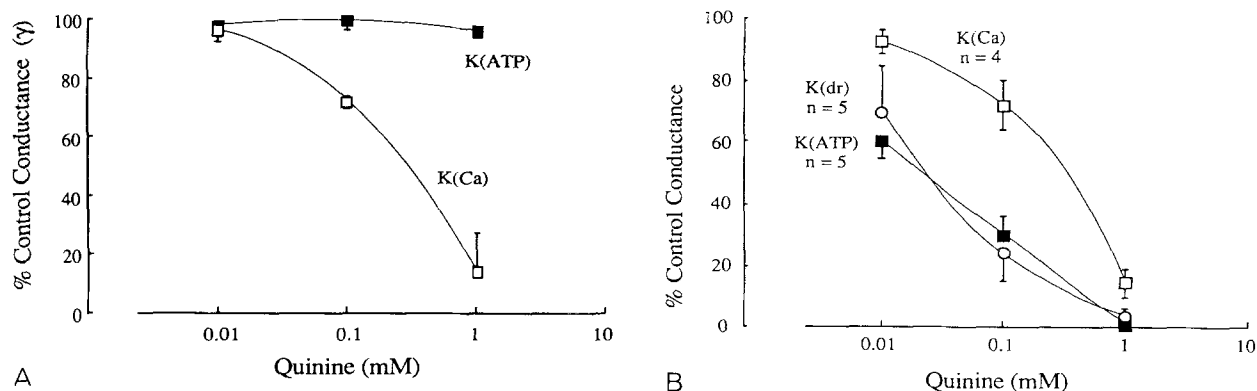 % Control Conductance (γ)
100
80
60
40
20
0
K(ATP)
K(Ca)
0.01 0.1 1 10
Quinine (mM)
A
% Control Conductance
100
80
60
40
20
0
K(Ca)
n = 4
K(dr)
n = 5
K(ATP)
n = 5
0.01 0.1 1 10
Quinine (mM)
B